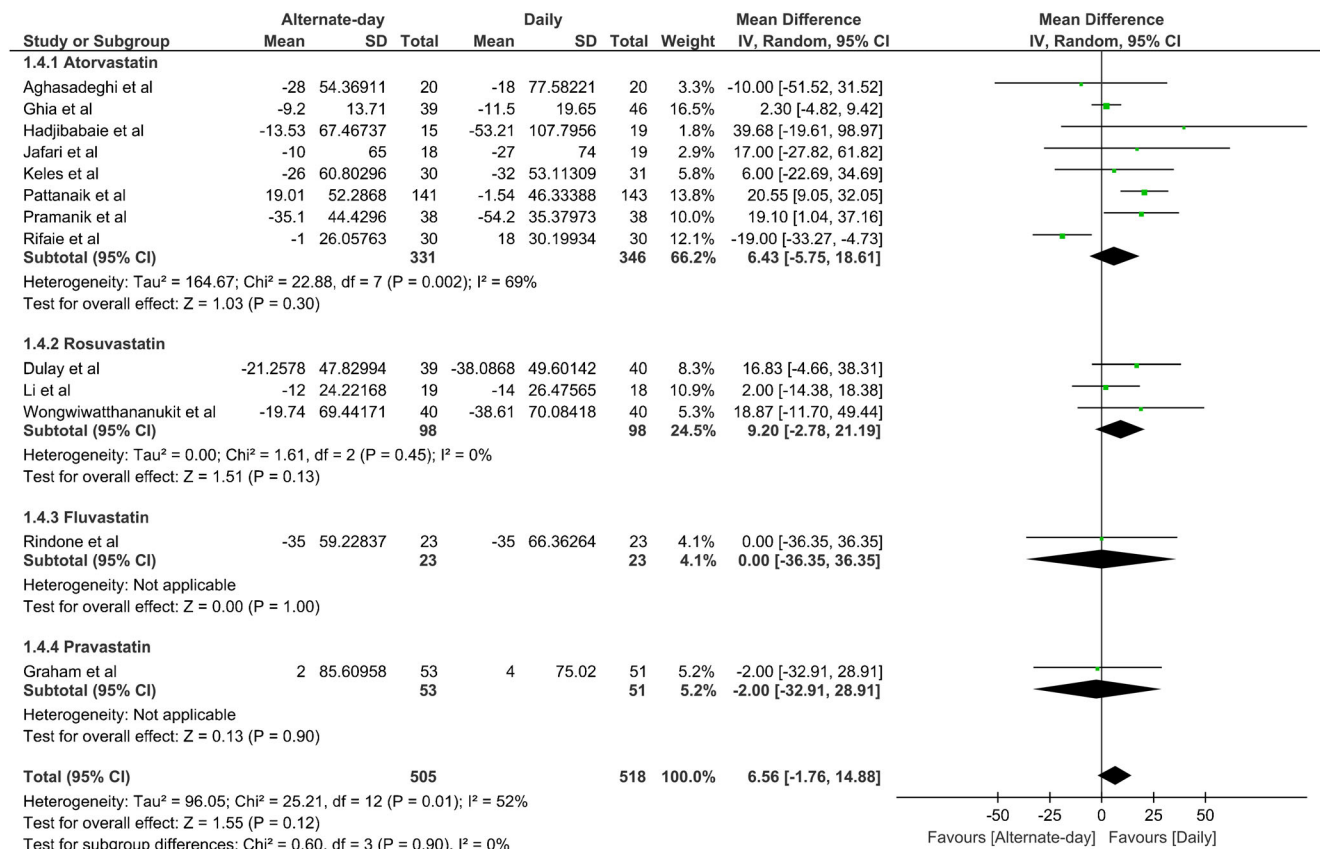 Alternate-day Daily Mean Difference Mean Difference
Study or Subgroup Mean SD Total Mean SD Total Weight IV, Random, 95% CI IV, Random, 95% CI
1.4.1 Atorvastatin
Aghasadeghi et al -28 54.36911 20 -18 77.58221 20 3.3% -10.00 [-51.52, 31.52]
Ghia et al -9.2 13.71 39 -11.5 19.65 46 16.5% 2.30 [-4.82, 9.42]
Hadjibabaie et al -13.53 67.46737 15 -53.21 107.7956 19 1.8% 39.68 [-19.61, 98.97]
Jafari et al -10 65 18 -27 74 19 2.9% 17.00 [-27.82, 61.82]
Keles et al -26 60.80296 30 -32 53.11309 31 5.8% 6.00 [-22.69, 34.69]
Pattanaik et al 19.01 52.2868 141 -1.54 46.33388 143 13.8% 20.55 [9.05, 32.05]
Pramanik et al -35.1 44.4296 38 -54.2 35.37973 38 10.0% 19.10 [1.04, 37.16]
Rifaie et al -1 26.05763 30 18 30.19934 30 12.1% -19.00 [-33.27, -4.73]
Subtotal (95% CI) 331 346 66.2% 6.43 [-5.75, 18.61]
Heterogeneity: Tau² = 164.67; Chi² = 22.88, df = 7 (P = 0.002); I² = 69%
Test for overall effect: Z = 1.03 (P = 0.30)
1.4.2 Rosuvastatin
Dulay et al -21.2578 47.82994 39 -38.0868 49.60142 40 8.3% 16.83 [-4.66, 38.31]
Li et al -12 24.22168 19 -14 26.47565 18 10.9% 2.00 [-14.38, 18.38]
Wongwiwatthananukit et al -19.74 69.44171 40 -38.61 70.08418 40 5.3% 18.87 [-11.70, 49.44]
Subtotal (95% CI) 98 98 24.5% 9.20 [-2.78, 21.19]
Heterogeneity: Tau² = 0.00; Chi² = 1.61, df = 2 (P = 0.45); I² = 0%
Test for overall effect: Z = 1.51 (P = 0.13)
1.4.3 Fluvastatin
Rindone et al -35 59.22837 23 -35 66.36264 23 4.1% 0.00 [-36.35, 36.35]
Subtotal (95% CI) 23 23 4.1% 0.00 [-36.35, 36.35]
Heterogeneity: Not applicable
Test for overall effect: Z = 0.00 (P = 1.00)
1.4.4 Pravastatin
Graham et al 2 85.60958 53 4 75.02 51 5.2% -2.00 [-32.91, 28.91]
Subtotal (95% CI) 53 51 5.2% -2.00 [-32.91, 28.91]
Heterogeneity: Not applicable
Test for overall effect: Z = 0.13 (P = 0.90)
Total (95% CI) 505 518 100.0% 6.56 [-1.76, 14.88]
Heterogeneity: Tau² = 96.05; Chi² = 25.21, df = 12 (P = 0.01); I² = 52%
Test for overall effect: Z = 1.55 (P = 0.12)
Test for subgroup differences: Chi² = 0.60, df = 3 (P = 0.90), I² = 0%
-50 -25 0 25 50
Favours [Alternate-day] Favours [Daily]